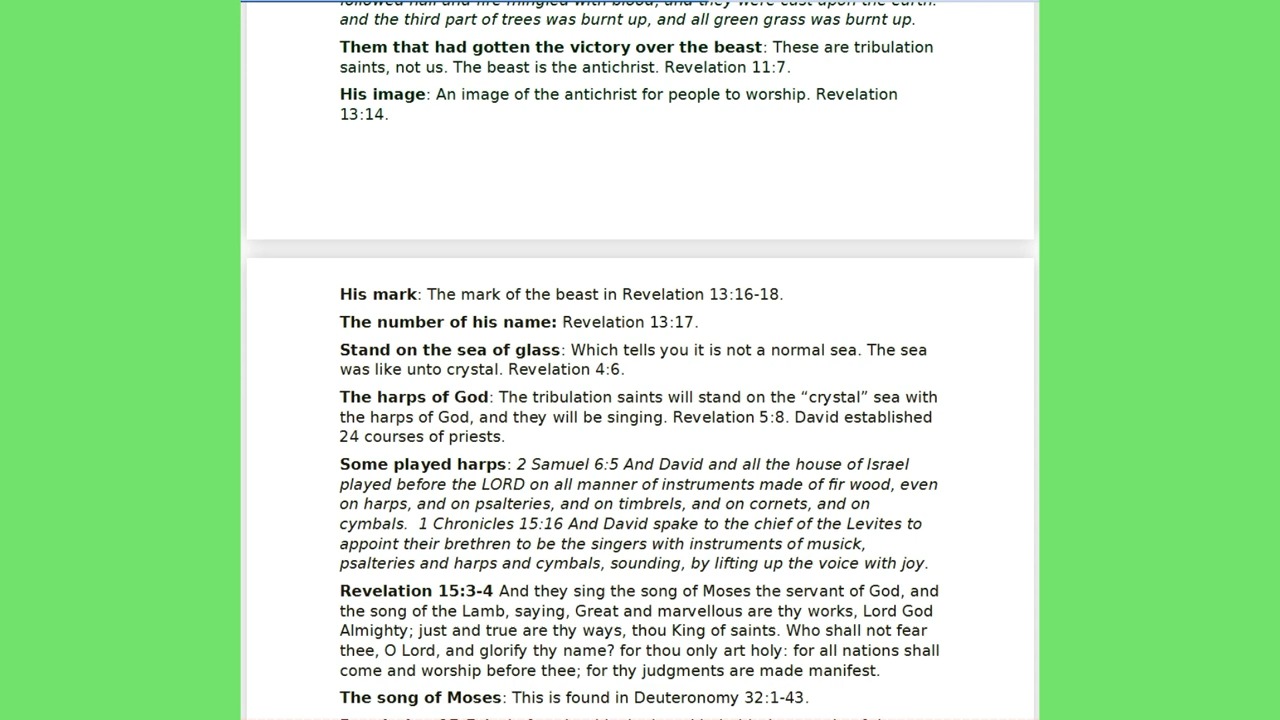 followed hail and fire mingled with blood, and they were cast upon the earth:
and the third part of trees was burnt up, and all green grass was burnt up.
Them that had gotten the victory over the beast: These are tribulation
saints, not us. The beast is the antichrist. Revelation 11:7.
His image: An image of the antichrist for people to worship. Revelation
13:14.
His mark: The mark of the beast in Revelation 13:16-18.
The number of his name: Revelation 13:17.
Stand on the sea of glass: Which tells you it is not a normal sea. The sea
was like unto crystal. Revelation 4:6.
The harps of God: The tribulation saints will stand on the “crystal” sea with
the harps of God, and they will be singing. Revelation 5:8. David established
24 courses of priests.
Some played harps: 2 Samuel 6:5 And David and all the house of Israel
played before the LORD on all manner of instruments made of fir wood, even
on harps, and on psalteries, and on timbrels, and on cornets, and on
cymbals.  1 Chronicles 15:16 And David spake to the chief of the Levites to
appoint their brethren to be the singers with instruments of musick,
psalteries and harps and cymbals, sounding, by lifting up the voice with joy.
Revelation 15:3-4 And they sing the song of Moses the servant of God, and
the song of the Lamb, saying, Great and marvellous are thy works, Lord God
Almighty; just and true are thy ways, thou King of saints. Who shall not fear
thee, O Lord, and glorify thy name? for thou only art holy: for all nations shall
come and worship before thee; for thy judgments are made manifest.
The song of Moses: This is found in Deuteronomy 32:1-43.